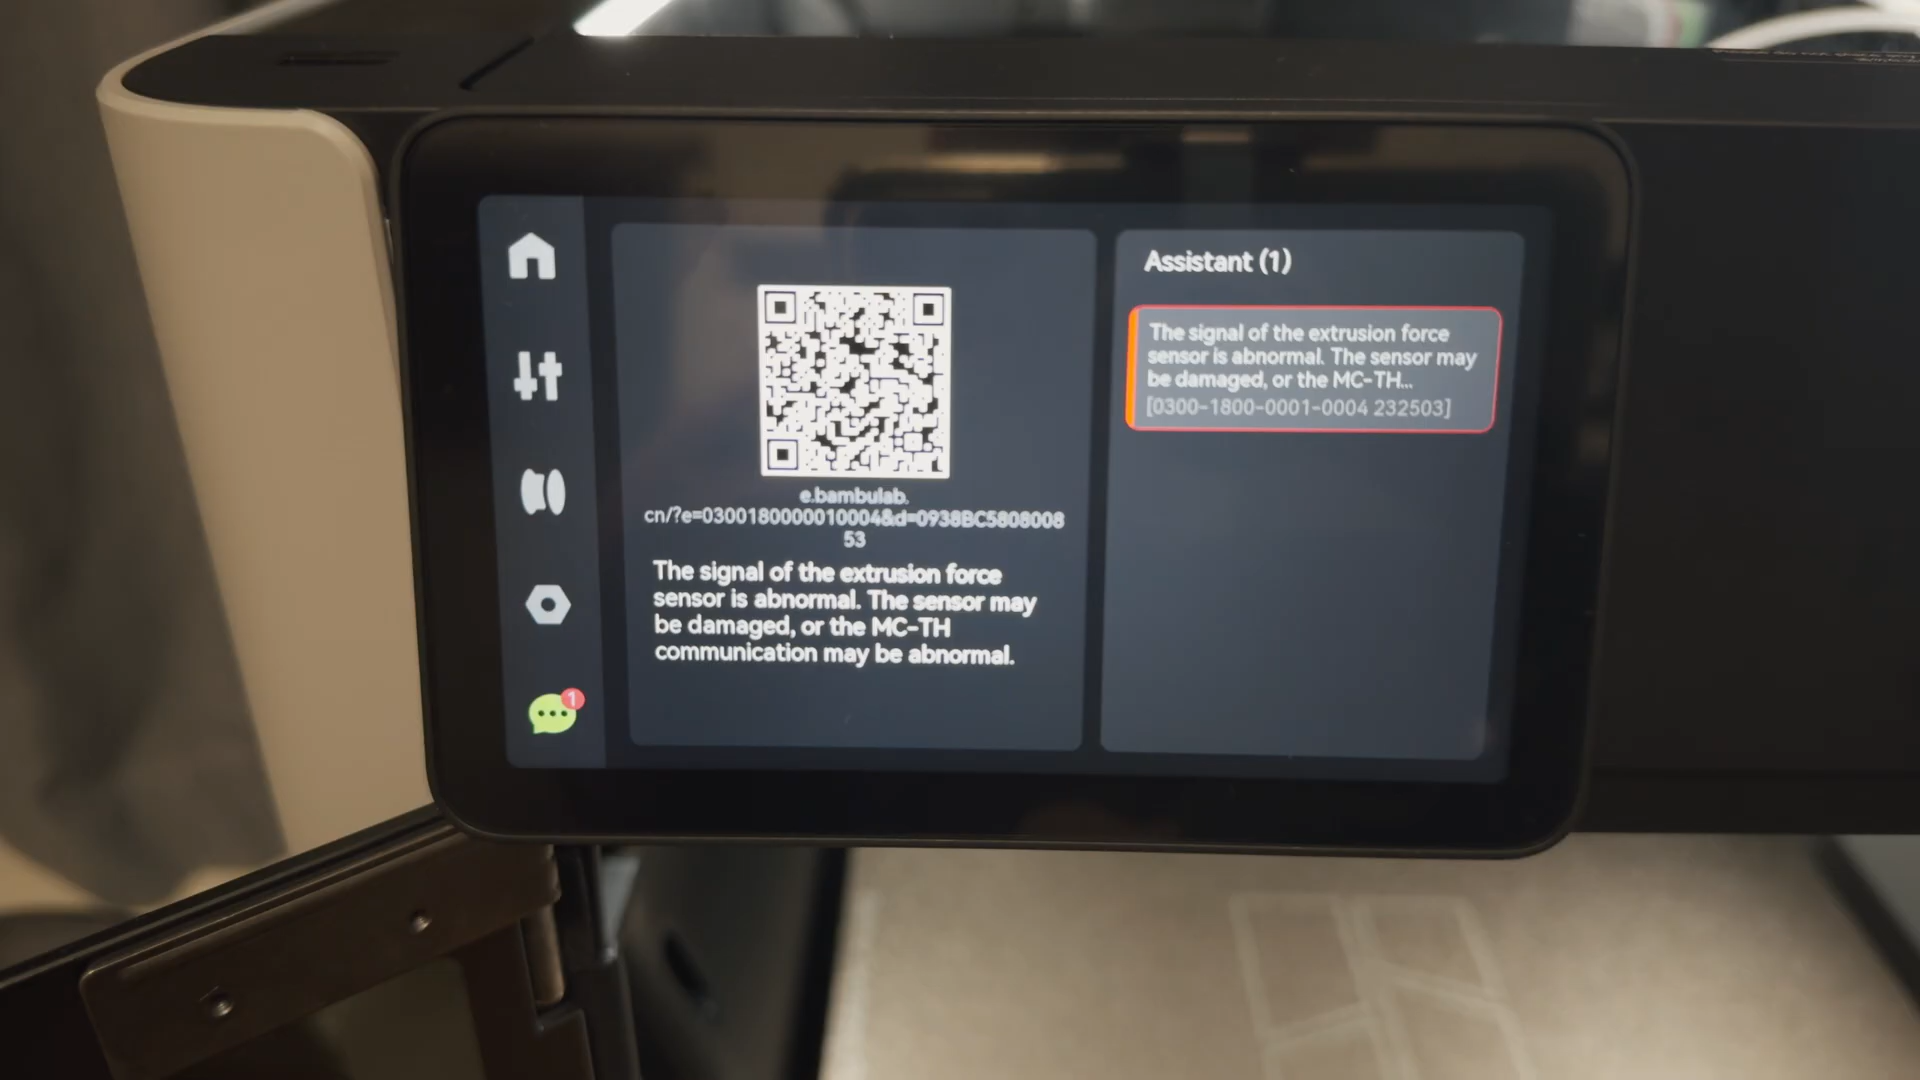 e.bambulab.
cn/?e=0300180000010004&d=0938BC5808008
53
The signal of the extrusion force
sensor is abnormal. The sensor may
be damaged, or the MC-TH
communication may be abnormal.
Assistant (1)
The signal of the extrusion force
sensor is abnormal. The sensor may
be damaged, or the MC-TH...
[0300-1800-0001-0004 232503]
1